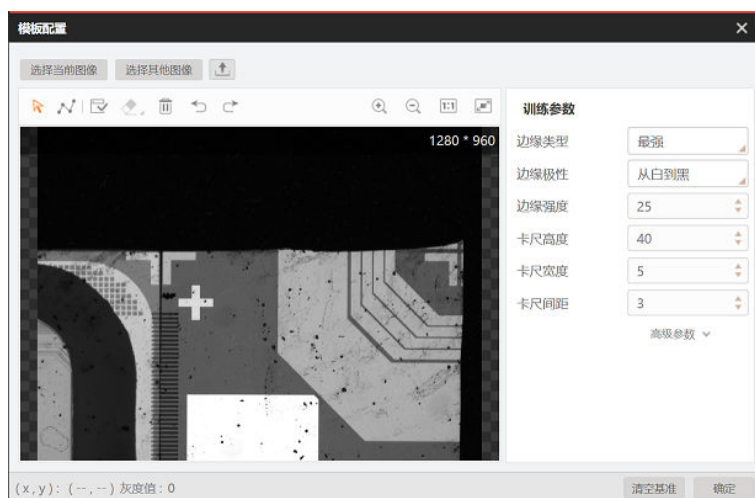 模板配置
选择当前图像 选择其他图像
1:1
训练参数
1280 * 960
边缘类型 最强
边缘极性 从白到黑
边缘强度 25
卡尺高度 40
卡尺宽度 5
卡尺间距 3
高级参数
(x,y): (--,--) 灰度值: 0
清空基准 确定